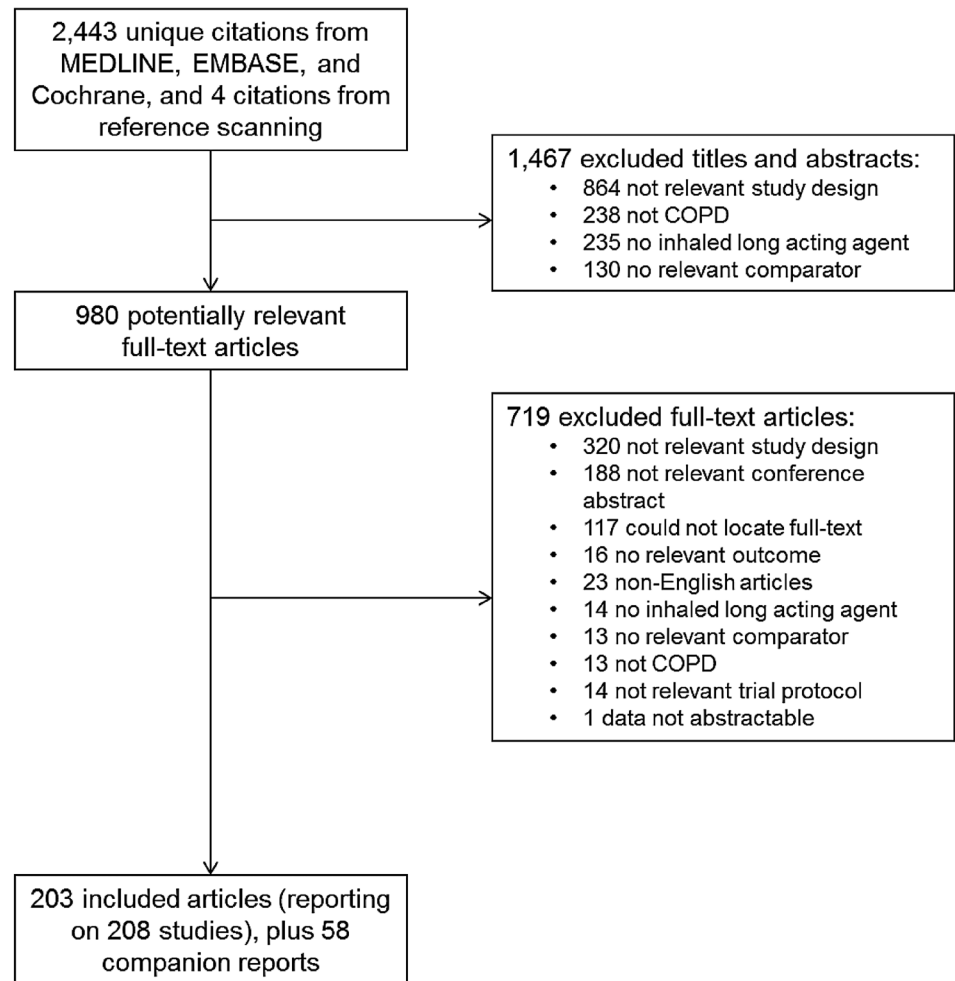 2,443 unique citations from
MEDLINE, EMBASE, and
Cochrane, and 4 citations from
reference scanning
1,467 excluded titles and abstracts:
• 864 not relevant study design
• 238 not COPD
• 235 no inhaled long acting agent
• 130 no relevant comparator
980 potentially relevant
full-text articles
719 excluded full-text articles:
• 320 not relevant study design
• 188 not relevant conference
abstract
• 117 could not locate full-text
• 16 no relevant outcome
• 23 non-English articles
• 14 no inhaled long acting agent
• 13 no relevant comparator
• 13 not COPD
• 14 not relevant trial protocol
• 1 data not abstractable
203 included articles (reporting
on 208 studies), plus 58
companion reports